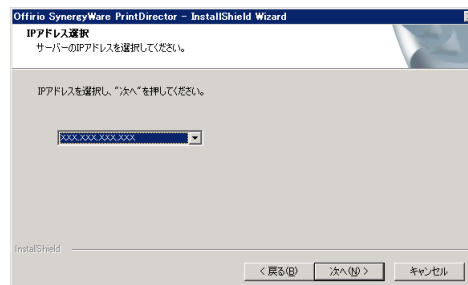 Offirio SynergyWare PrintDirector - InstallShield Wizard
IPアドレス選択
サーバーのIPアドレスを選択してください。
IPアドレスを選択し、"次へ"を押してください。
XXX.XXX.XXX.XXX
InstallShield
< 戻る(B)
次へ(N) >
キャンセル